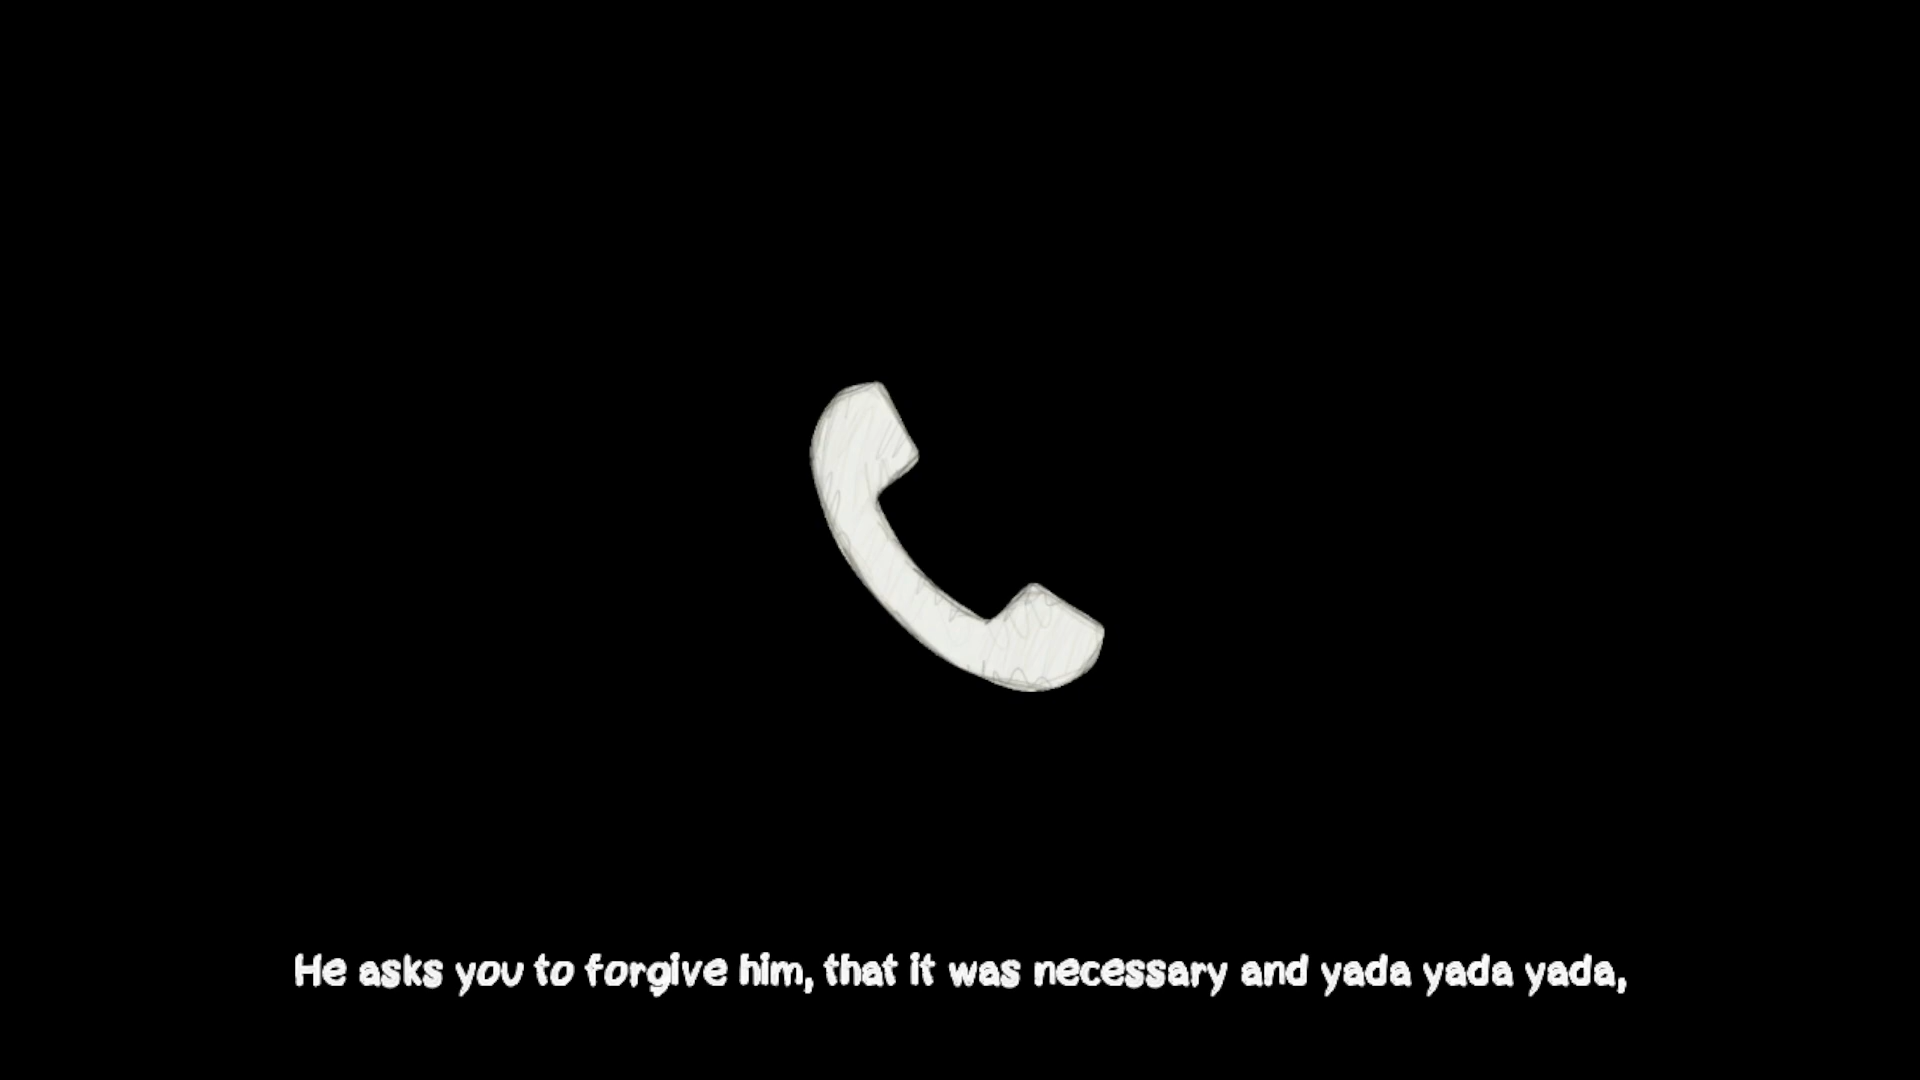 He asks you to forgive him, that it was necessary and yada yada yada,